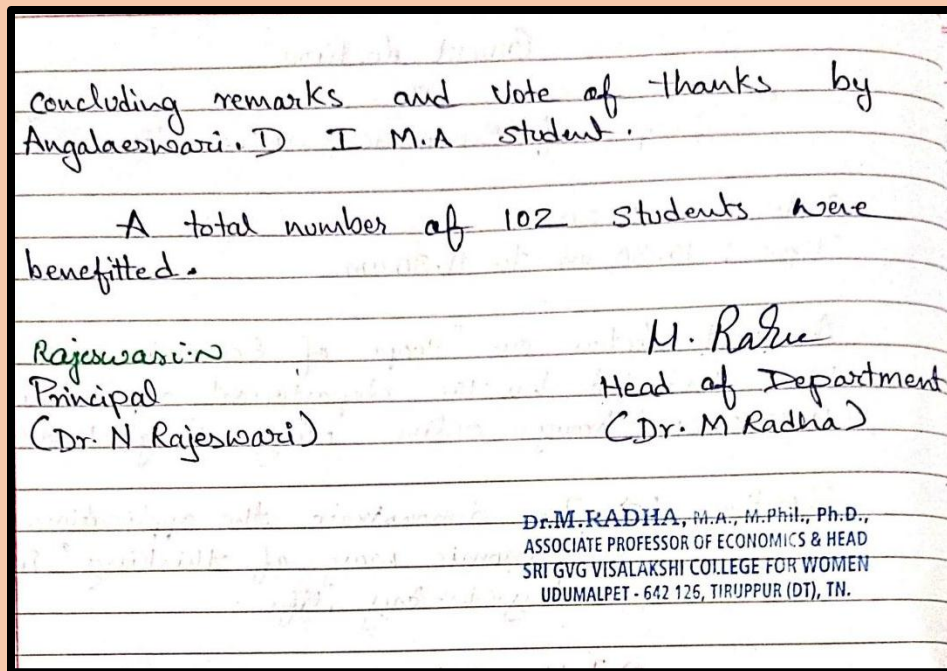 concluding remarks and Vote of thanks by
Angalaeswari. D I M.A student.
A total number of 102 students were
benefitted.
Rajeswari.N
M. Radha
Principal
Head of Department
(Dr. N Rajeswari)
(Dr. M Radha)
Dr.M.RADHA, M.A., M.Phil., Ph.D.,
ASSOCIATE PROFESSOR OF ECONOMICS & HEAD
SRI GVG VISALAKSHI COLLEGE FOR WOMEN
UDUMALPET - 642 126, TIRUPPUR (DT), TN.